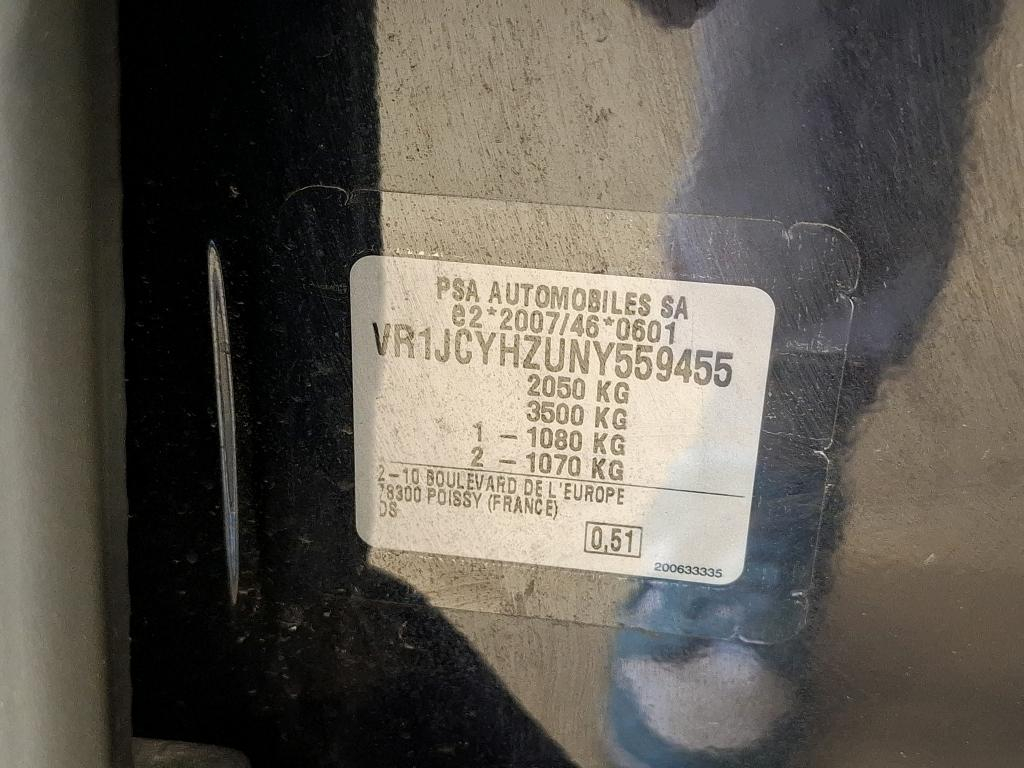 PSA AUTOMOBILES SA
e2*2007/46*0601
VR1JCYHZUNY559455
2050 KG
3500 KG
1 - 1080 KG
2 - 1070 KG
2-10 BOULEVARD DE L'EUROPE
78300 POISSY (FRANCE)
DS
0,51
200633335